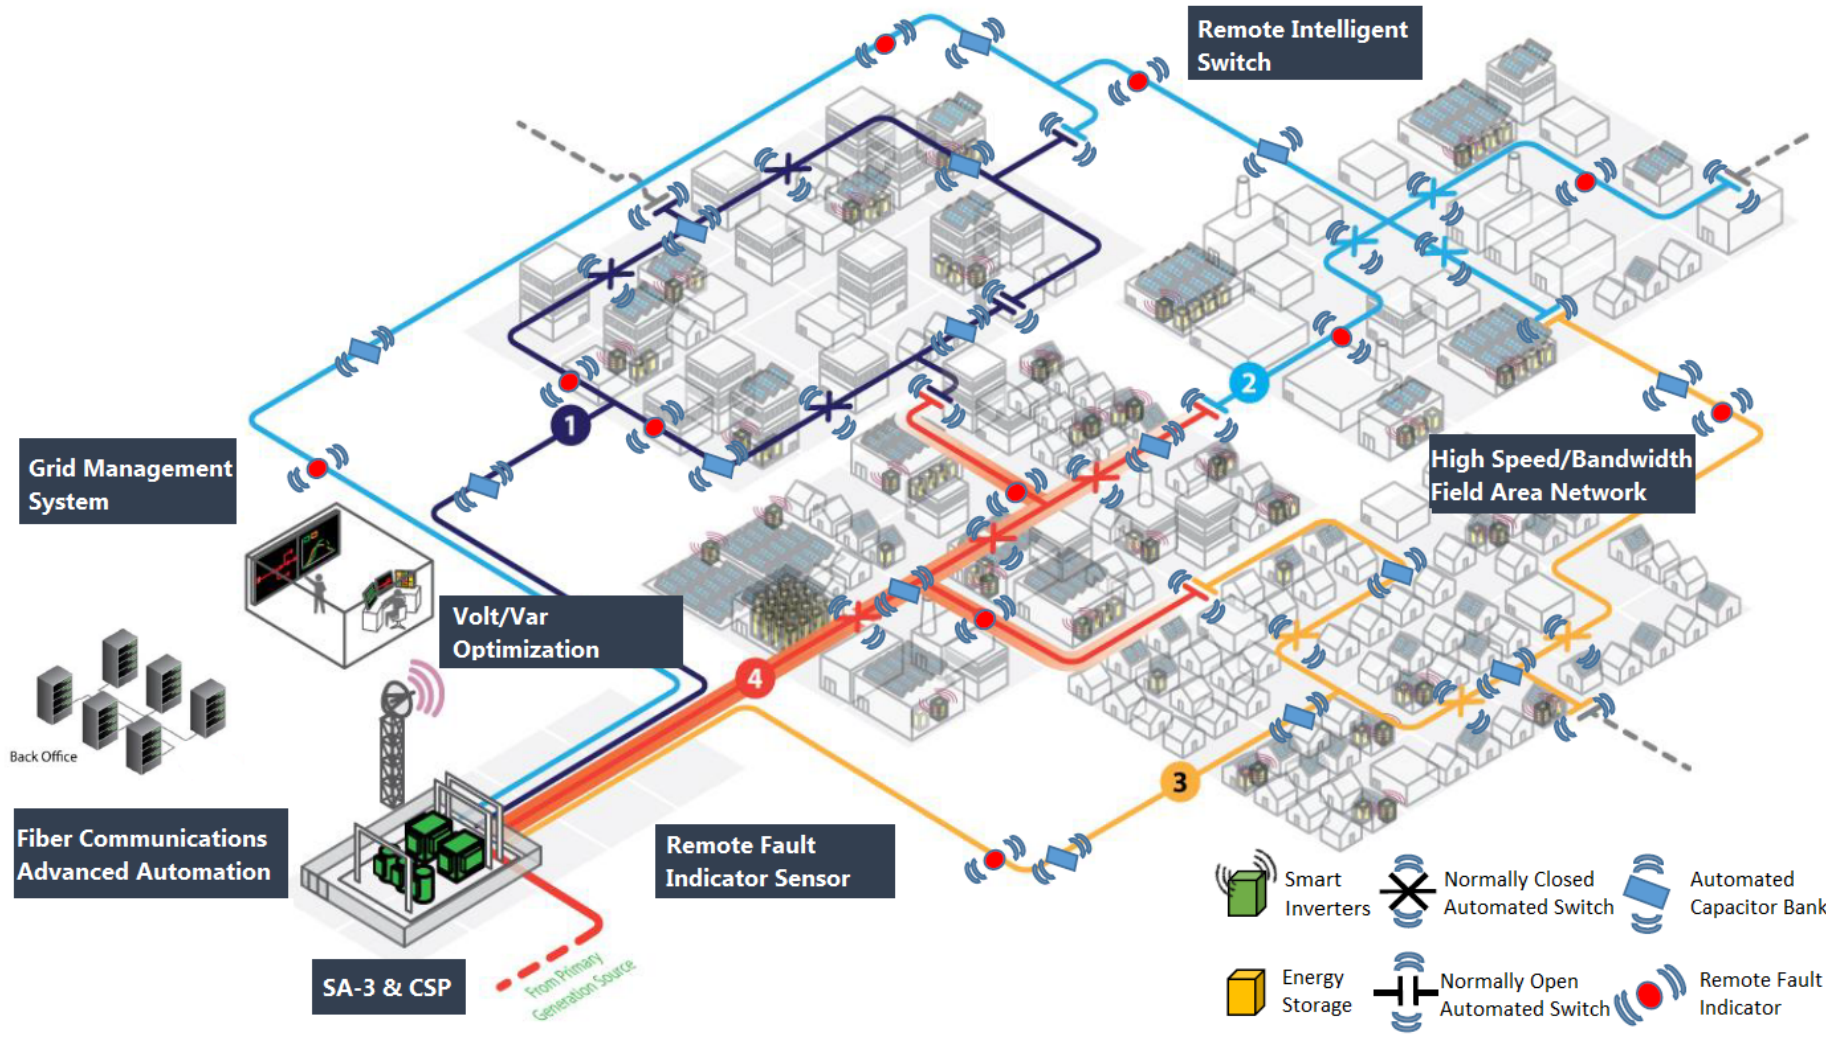 Remote Intelligent
Switch
Grid Management
System
High Speed/Bandwidth
Field Area Network
Volt/Var
Optimization
Back Office
Fiber Communications
Advanced Automation
Remote Fault
Indicator Sensor
SA-3 & CSP
From Primary
Generation Source
1
2
3
4
Smart
Inverters
Normally Closed
Automated Switch
Automated
Capacitor Bank
Energy
Storage
Normally Open
Automated Switch
Remote Fault
Indicator